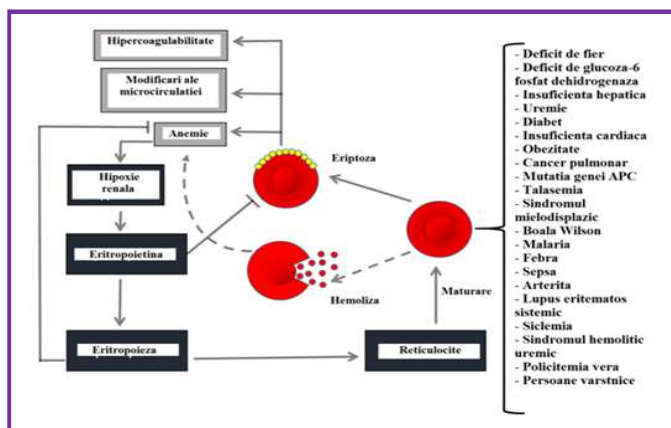 Hipercoagulabilitate
Modificari ale
microcirculatiei
Anemie
Hipoxie
renala
Eritropoietina
Eritropoieza
Eriptoza
Hemoliza
Maturare
Reticulocite
- Deficit de fier
- Deficit de glucoza-6
fosfat dehidrogenaza
- Insuficienta hepatica
- Uremie
- Diabet
- Insuficienta cardiaca
- Obezitate
- Cancer pulmonar
- Mutatia genei APC
- Talasemia
- Sindromul
mielodisplazic
- Boala Wilson
- Malaria
- Febra
- Sepsa
- Arterita
- Lupus eritematos
sistemic
- Siclemia
- Sindromul hemolitic
uremic
- Policitemia vera
- Persoane varstnice